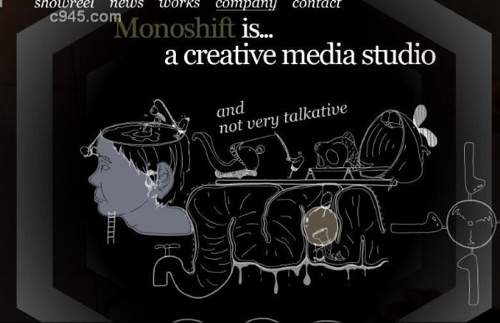 showreel news works company contact
c945.com
Monoshift is...
a creative media studio
and
not very talkative